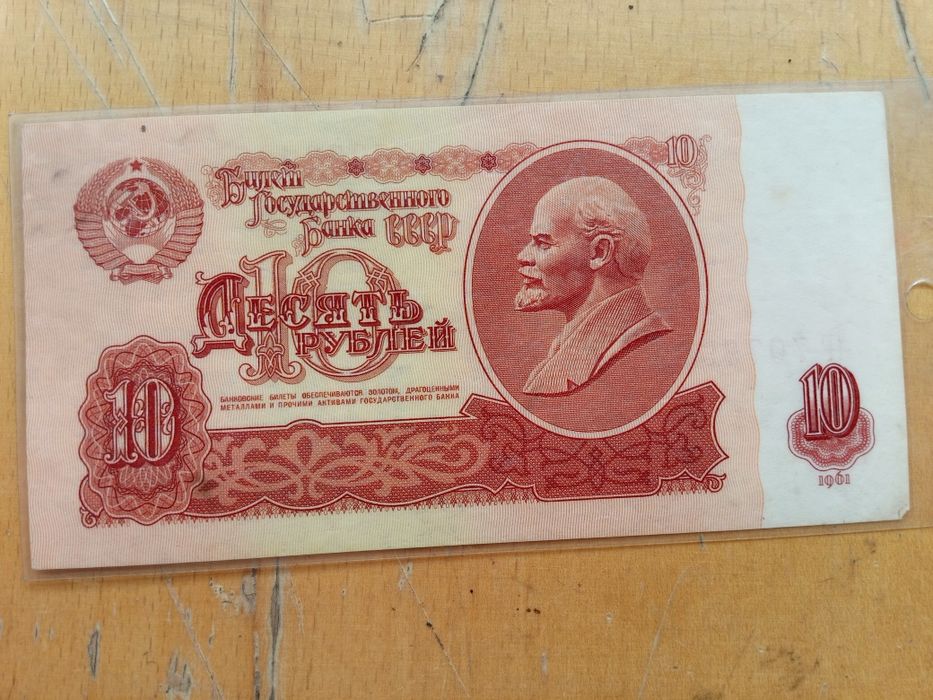 Билет
Государственного
Банка СССР
10
10
Десять
рублей
БАНКОВСКИЕ БИЛЕТЫ ОБЕСПЕЧИВАЮТСЯ ЗОЛОТОМ, ДРАГОЦЕННЫМИ
МЕТАЛЛАМИ И ПРОЧИМИ АКТИВАМИ ГОСУДАРСТВЕННОГО БАНКА
10
10
1961